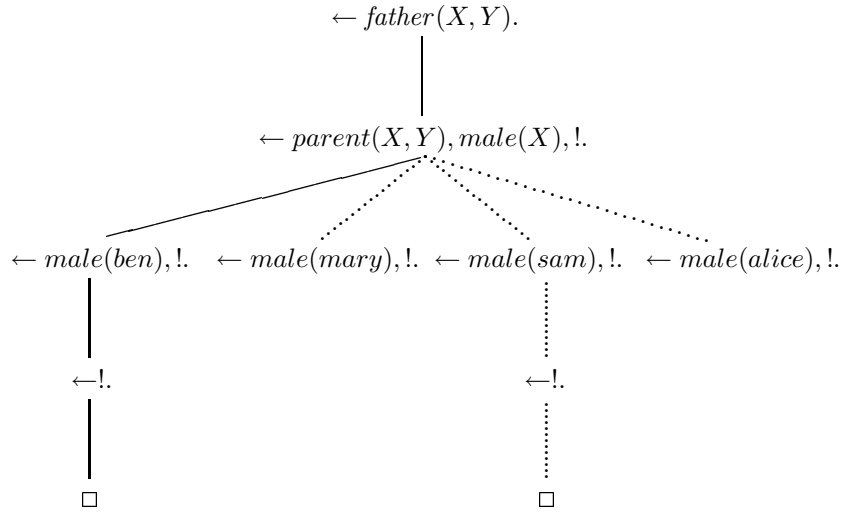 ← father(X, Y).
← parent(X, Y), male(X), !.
← male(ben), !. ← male(mary), !. ← male(sam), !. ← male(alice), !.
←!. ←!.
□ □